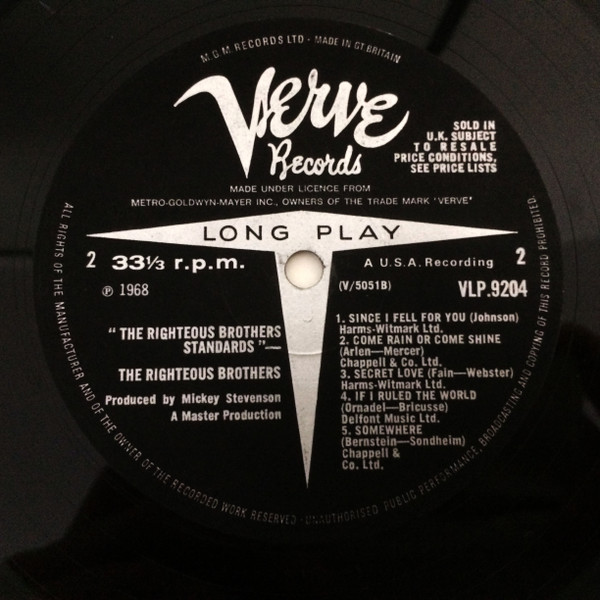 M.G.M RECORDS LTD · MADE IN GT. BRITAIN
Verve
Records
SOLD IN
U.K. SUBJECT
TO RESALE
PRICE CONDITIONS,
SEE PRICE LISTS
MADE UNDER LICENCE FROM
METRO-GOLDWYN-MAYER INC., OWNERS OF THE TRADE MARK 'VERVE'
LONG PLAY
2 33⅓ r.p.m.
℗ 1968
"THE RIGHTEOUS BROTHERS
STANDARDS"—
THE RIGHTEOUS BROTHERS
Produced by Mickey Stevenson
A Master Production
A U.S.A. Recording 2
(V/5051B) VLP.9204
1. SINCE I FELL FOR YOU (Johnson)
Harms-Witmark Ltd.
2. COME RAIN OR COME SHINE
(Arlen—Mercer)
Chappell & Co. Ltd.
3. SECRET LOVE (Fain—Webster)
Harms-Witmark Ltd.
4. IF I RULED THE WORLD
(Ornadel—Bricusse)
Delfont Music Ltd.
5. SOMEWHERE
(Bernstein—Sondheim)
Chappell &
Co. Ltd.
ALL RIGHTS OF THE MANUFACTURER AND OF THE OWNER OF THE RECORDED WORK RESERVED · UNAUTHORISED PUBLIC PERFORMANCE, BROADCASTING AND COPYING OF THIS RECORD PROHIBITED.